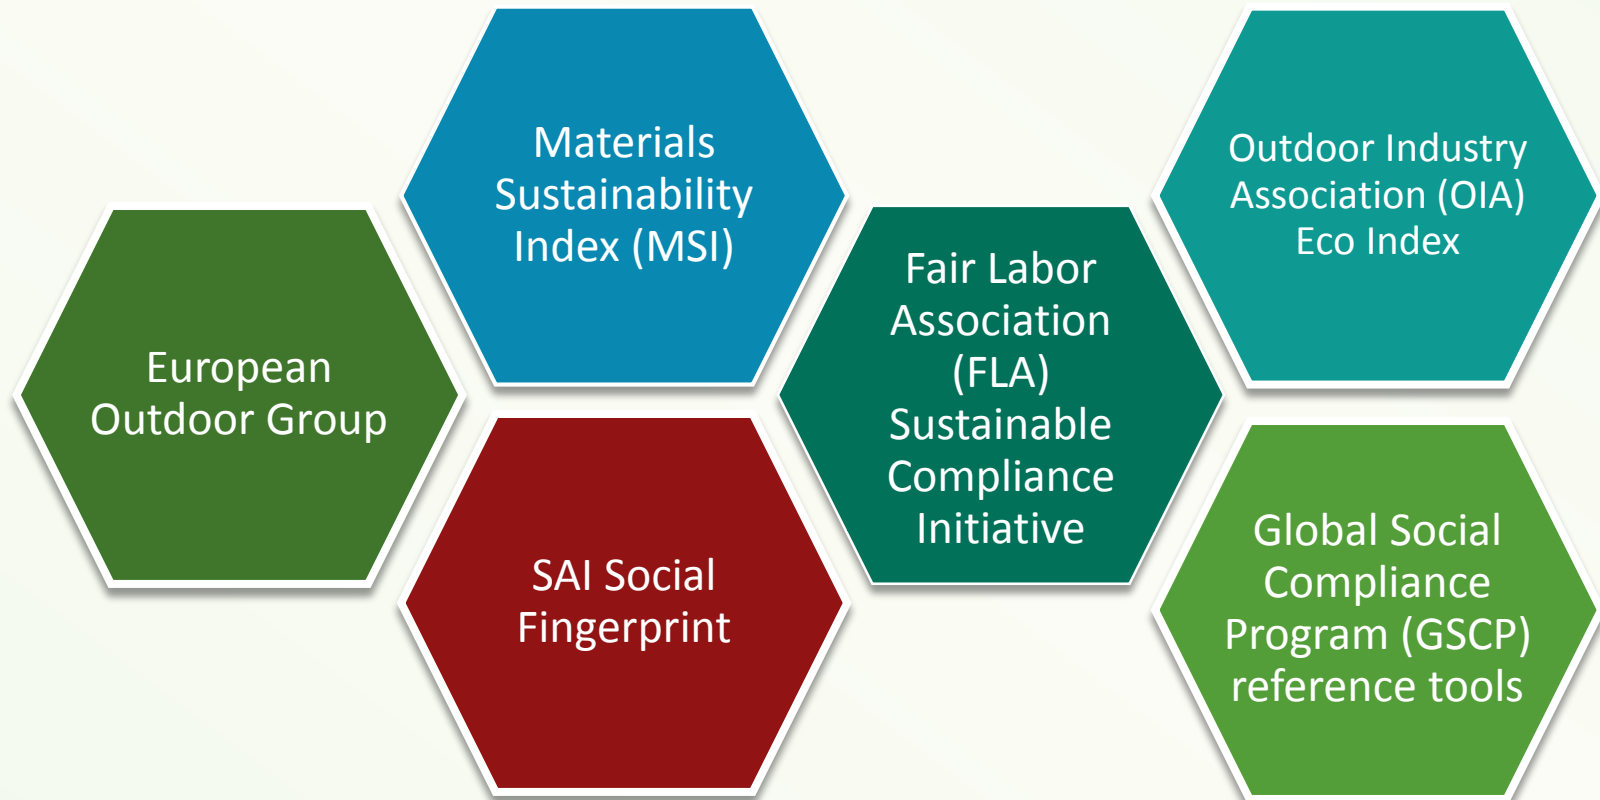 European
Outdoor Group
Materials
Sustainability
Index (MSI)
SAI Social
Fingerprint
Fair Labor
Association
(FLA)
Sustainable
Compliance
Initiative
Outdoor Industry
Association (OIA)
Eco Index
Global Social
Compliance
Program (GSCP)
reference tools